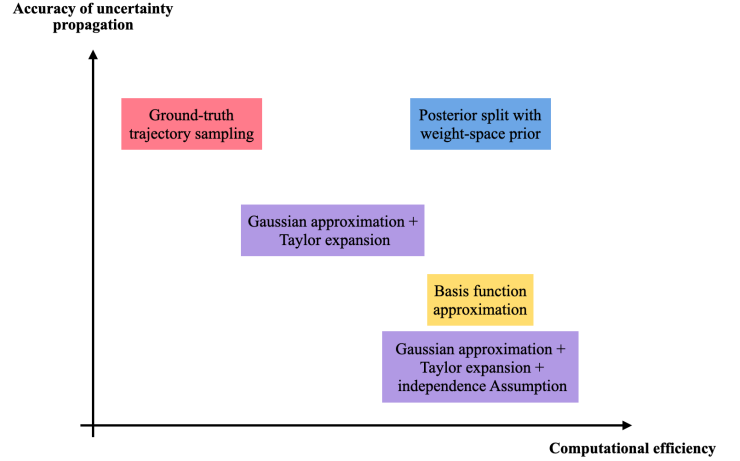 Accuracy of uncertainty
propagation
Ground-truth
trajectory sampling
Posterior split with
weight-space prior
Gaussian approximation +
Taylor expansion
Basis function
approximation
Gaussian approximation +
Taylor expansion +
independence Assumption
Computational efficiency